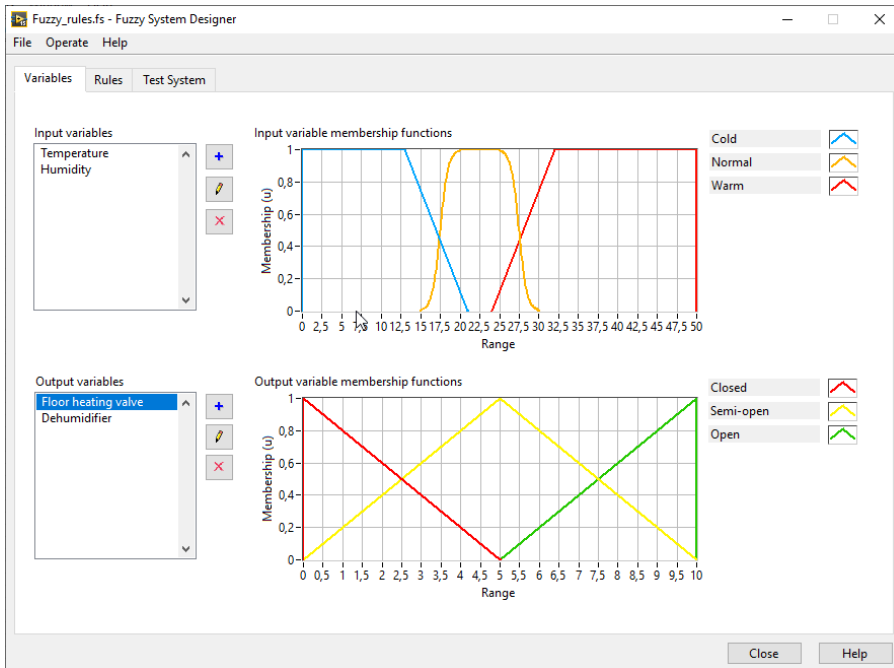 Fuzzy_rules.fs - Fuzzy System Designer
File Operate Help
Variables Rules Test System
Input variables
Temperature
Humidity
Input variable membership functions
Membership (u)
1
0,8
0,6
0,4
0,2
0
0 2,5 5 7,5 10 12,5 15 17,5 20 22,5 25 27,5 30 32,5 35 37,5 40 42,5 45 47,5 50
Range
Cold
Normal
Warm
Output variables
Floor heating valve
Dehumidifier
Output variable membership functions
Membership (u)
1
0,8
0,6
0,4
0,2
0
0 0,5 1 1,5 2 2,5 3 3,5 4 4,5 5 5,5 6 6,5 7 7,5 8 8,5 9 9,5 10
Range
Closed
Semi-open
Open
Close Help